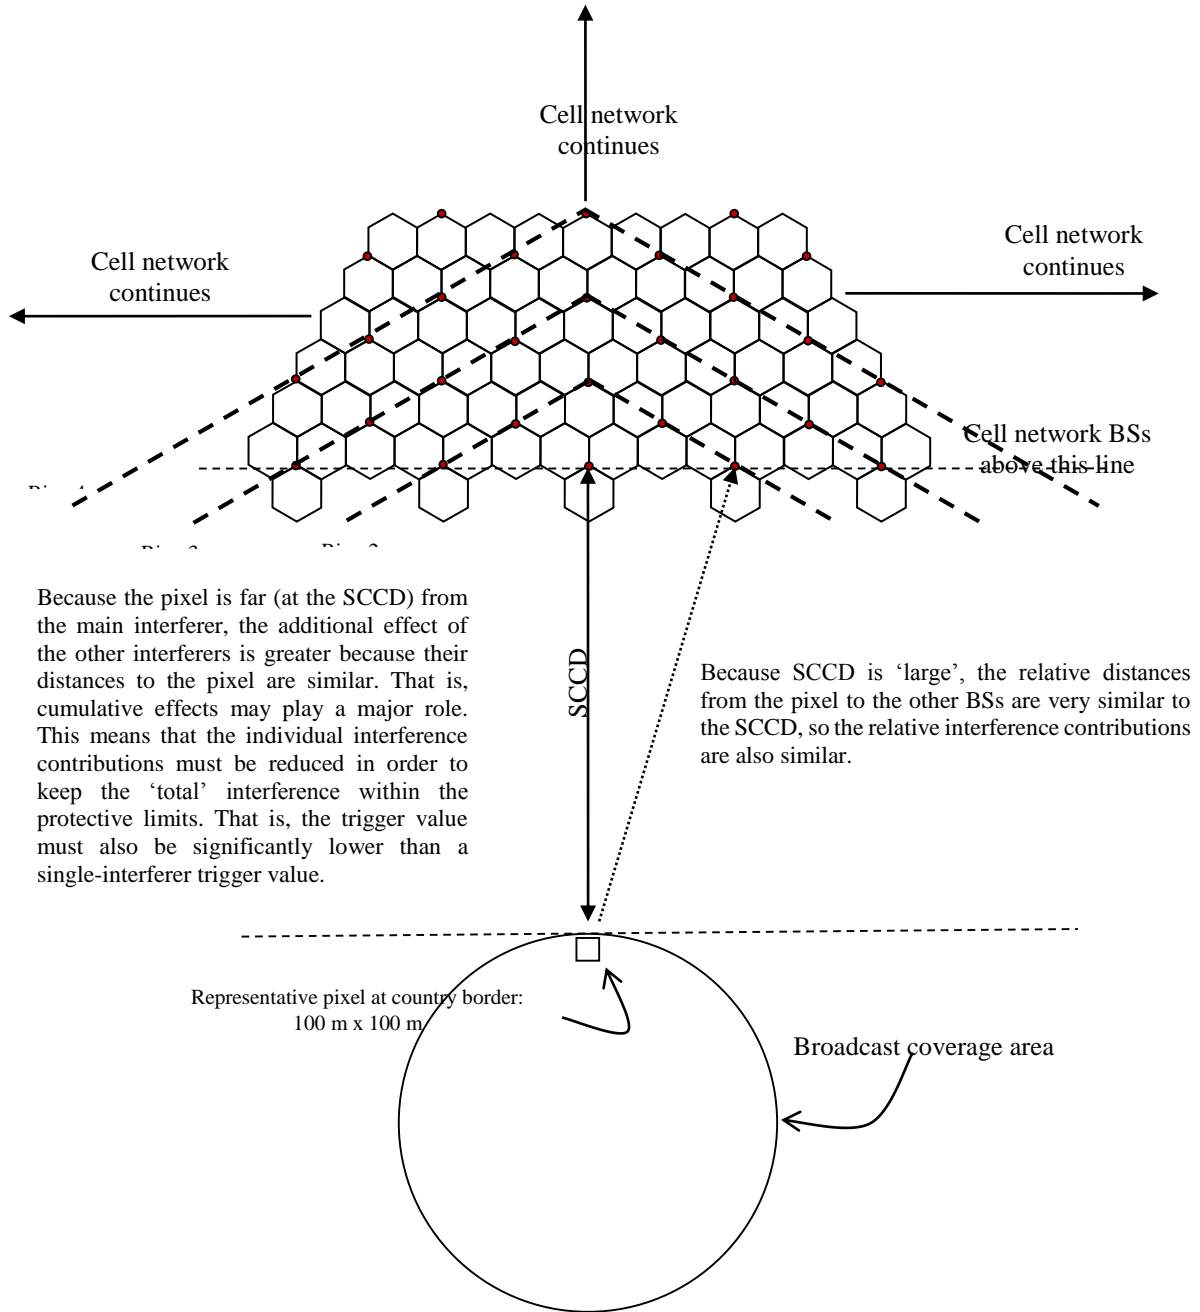 Cell network
continues
Cell network
continues
Cell network
continues
Cell network BSs
above this line
Because the pixel is far (at the SCCD) from
the main interferer, the additional effect of
the other interferers is greater because their
distances to the pixel are similar. That is,
cumulative effects may play a major role.
This means that the individual interference
contributions must be reduced in order to
keep the ‘total’ interference within the
protective limits. That is, the trigger value
must also be significantly lower than a
single-interferer trigger value.
SCCD
Because SCCD is ‘large’, the relative distances
from the pixel to the other BSs are very similar to
the SCCD, so the relative interference contributions
are also similar.
Representative pixel at country border:
100 m x 100 m
Broadcast coverage area